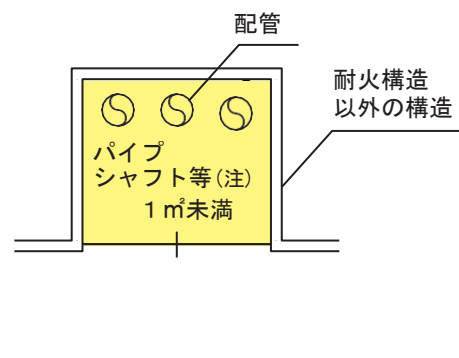 配管
耐火構造
以外の構造
パイプ
シャフト等(注)
1㎡未満